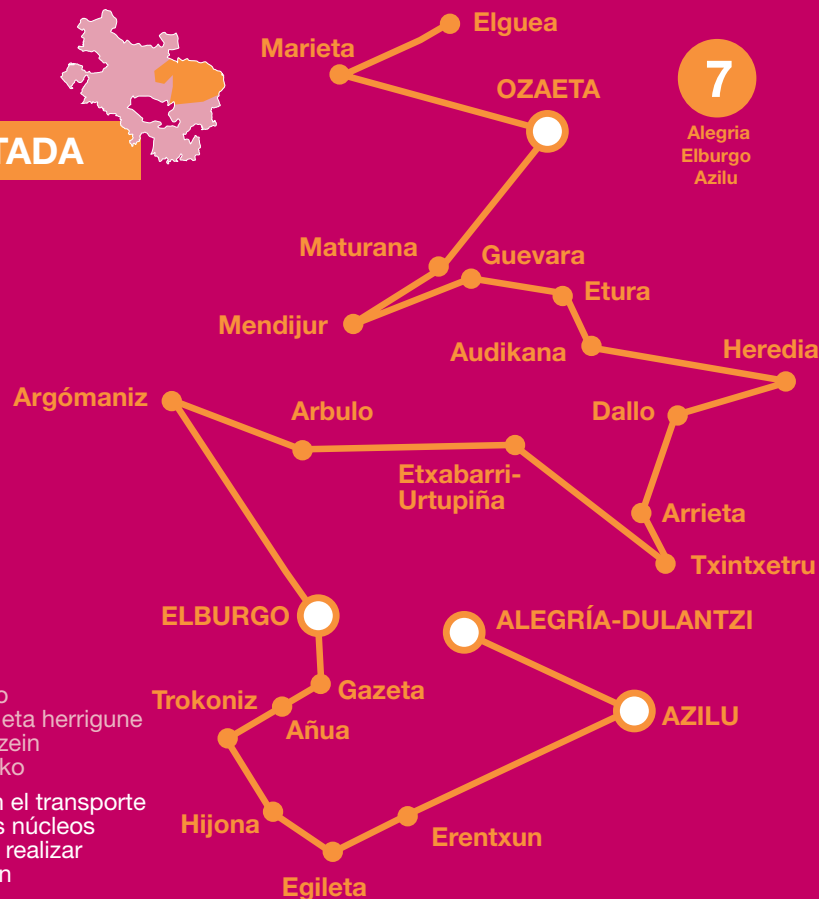 Elguea
Marieta
OZAETA
7
Alegria
Elburgo
Azilu
TADA
Maturana
Guevara
Etura
Mendijur
Audikana
Heredia
Argómaniz
Arbulo
Dallo
Etxabarri-
Urtupiña
Arrieta
Txintxetru
ELBURGO
ALEGRÍA-DULANTZI
Gazeta
Trokoniz
Añua
AZILU
eta herrigune
zein
ko
n el transporte
s núcleos
realizar
n
Hijona
Erentxun
Egileta